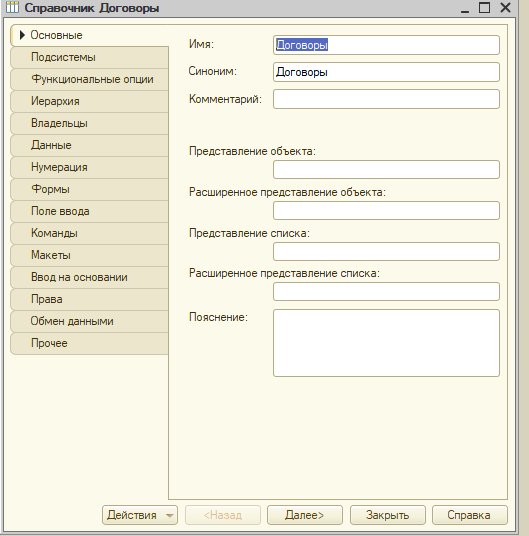 Справочник Договоры
Основные
Подсистемы
Функциональные опции
Иерархия
Владельцы
Данные
Нумерация
Формы
Поле ввода
Команды
Макеты
Ввод на основании
Права
Обмен данными
Прочее
Имя: Договоры
Синоним: Договоры
Комментарий:
Представление объекта:
Расширенное представление объекта:
Представление списка:
Расширенное представление списка:
Пояснение:
Действия <Назад Далее> Закрыть Справка